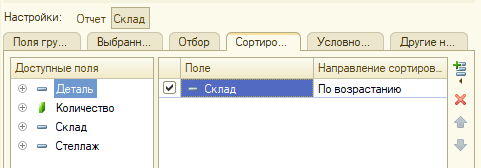 Настройки: Отчет Склад
Поля гру... Выбранн... Отбор Сортиро... Условно... Другие н...
Доступные поля Поле Направление сортиров...
Деталь Склад По возрастанию
Количество
Склад
Стеллаж